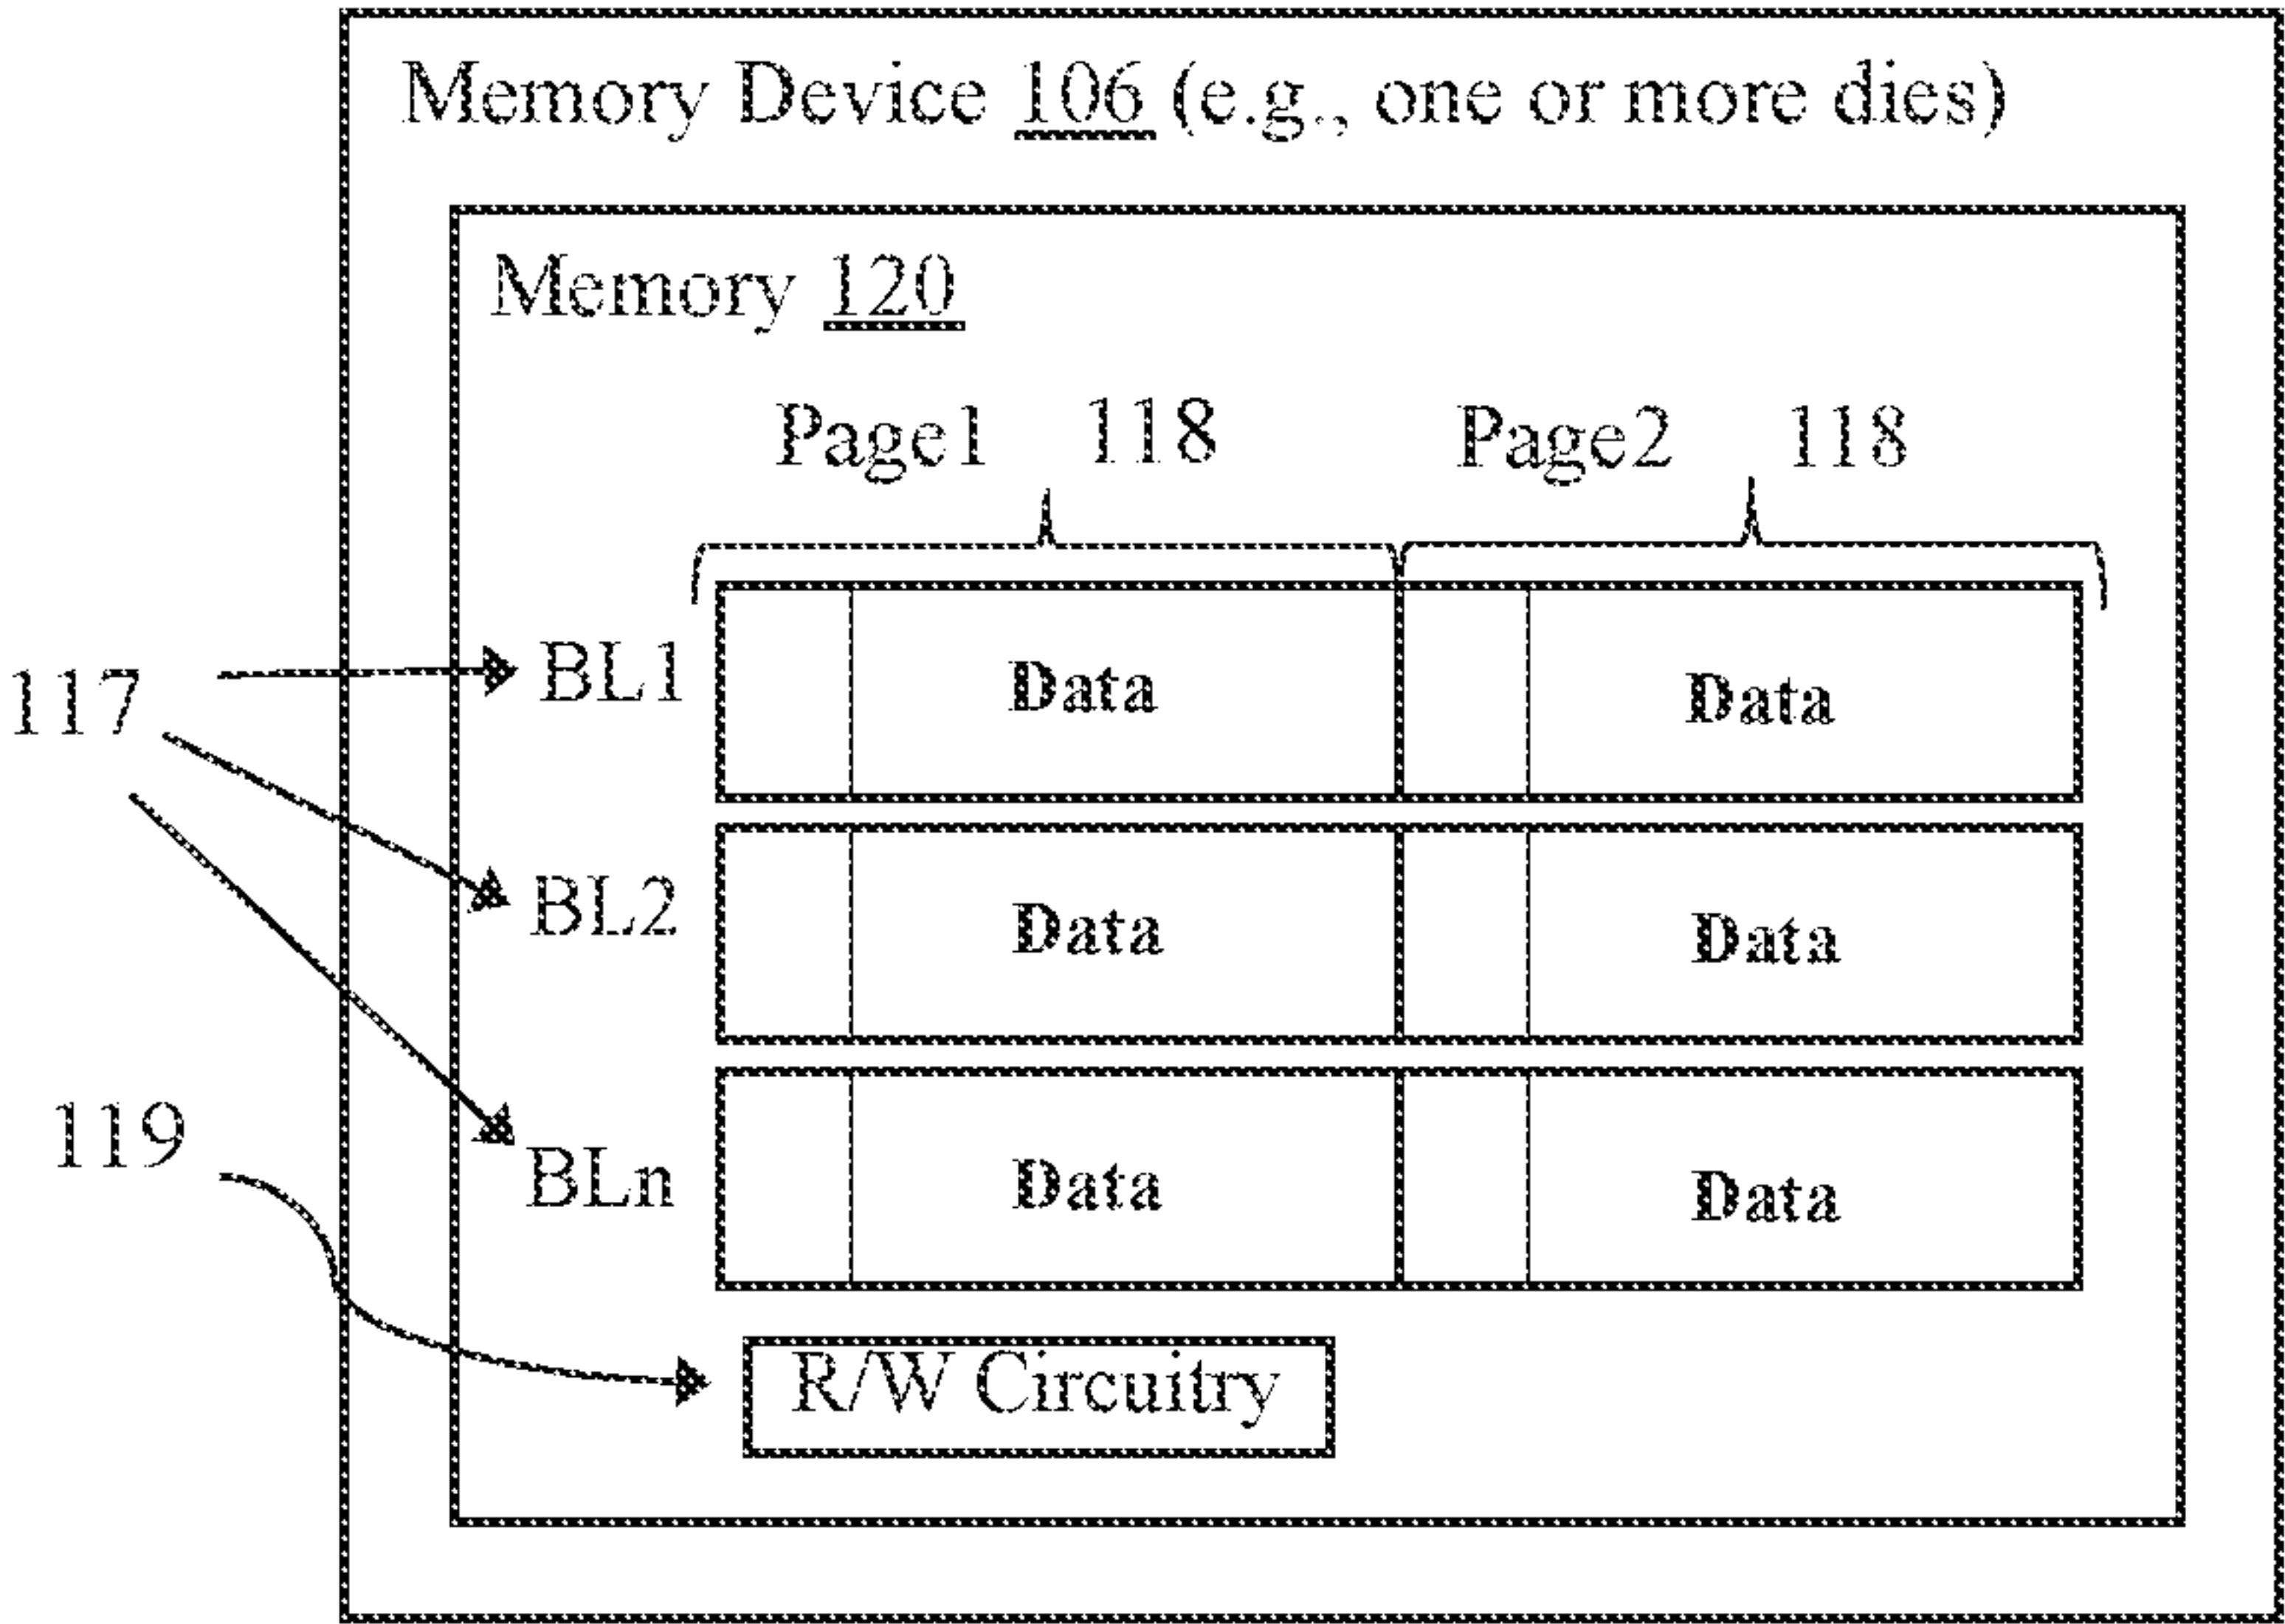 Memory Device 106 (e.g., one or more dies)
Memory 120
Page1 118 Page2 118
117 BL1 Data Data
BL2 Data Data
119 BLn Data Data
R/W Circuitry